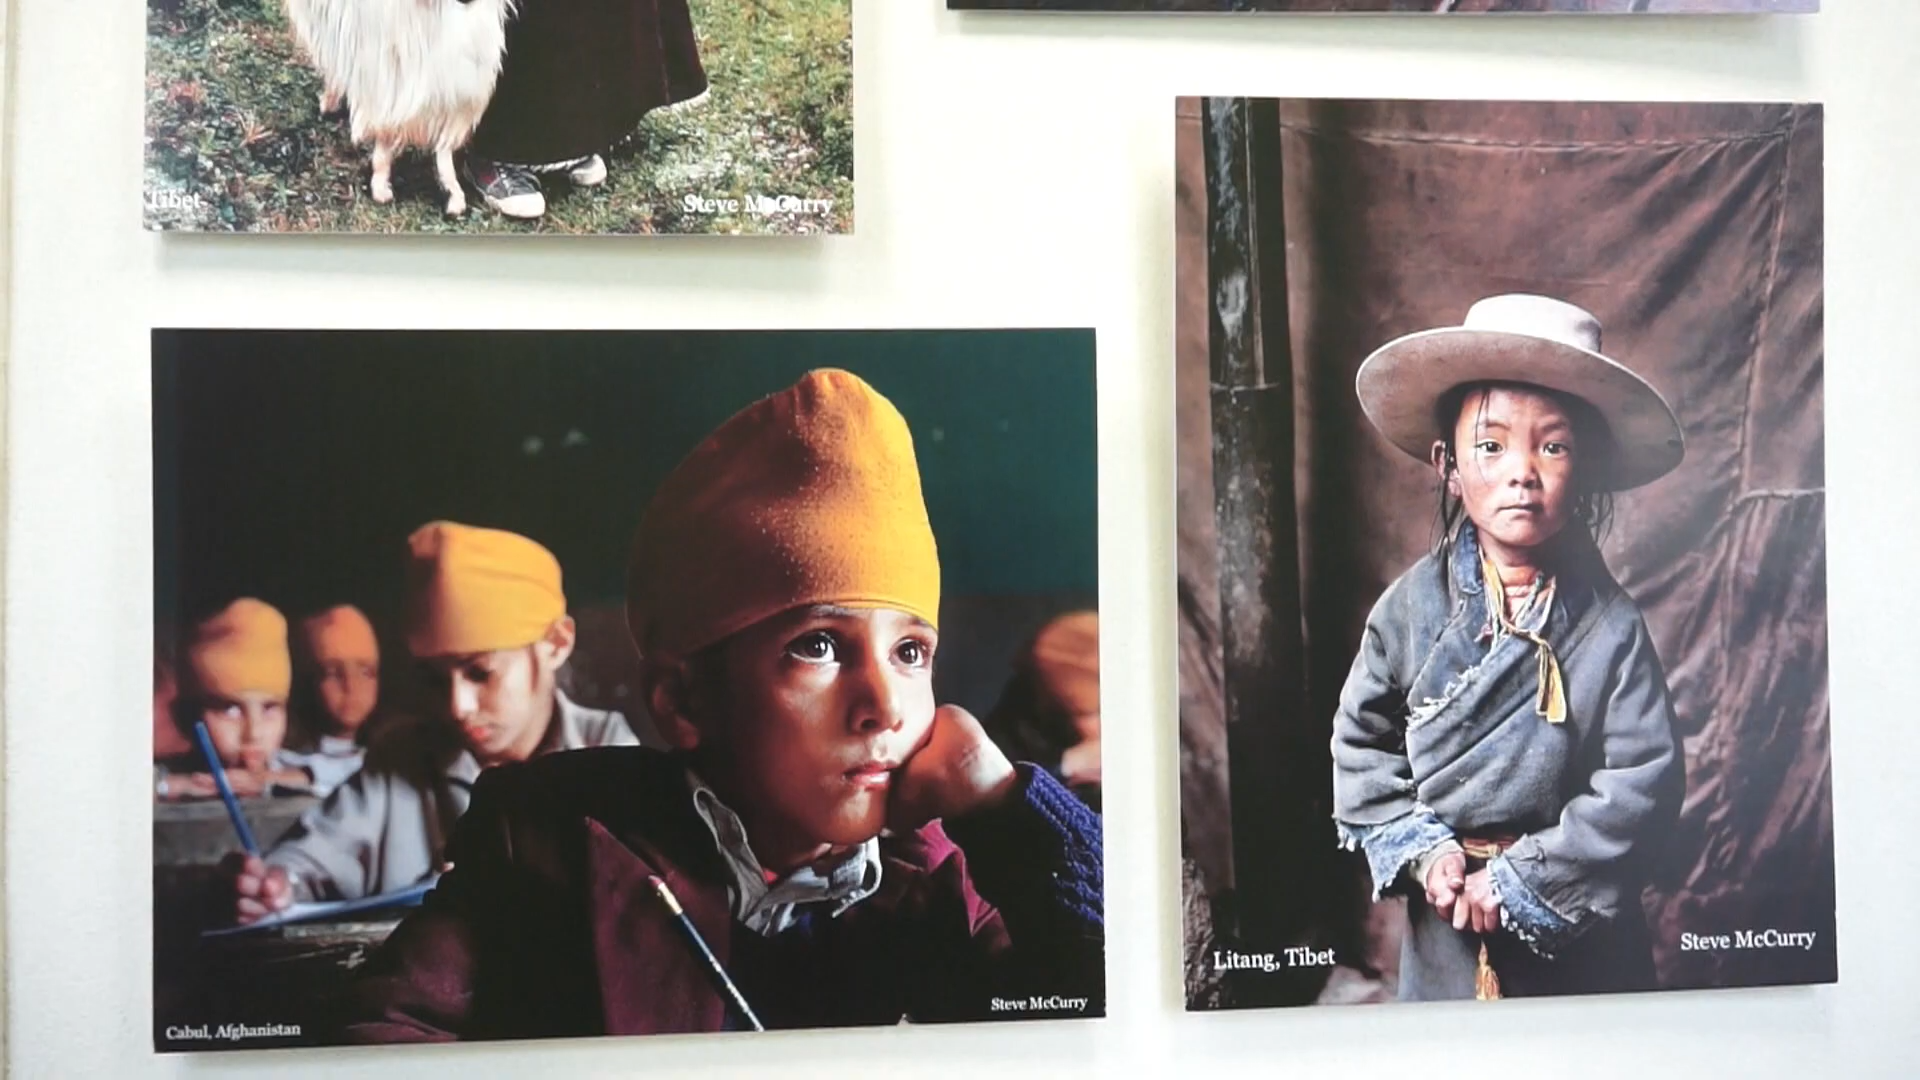 Tibet
Steve McCurry
Litang, Tibet
Steve McCurry
Cabul, Afghanistan
Steve McCurry